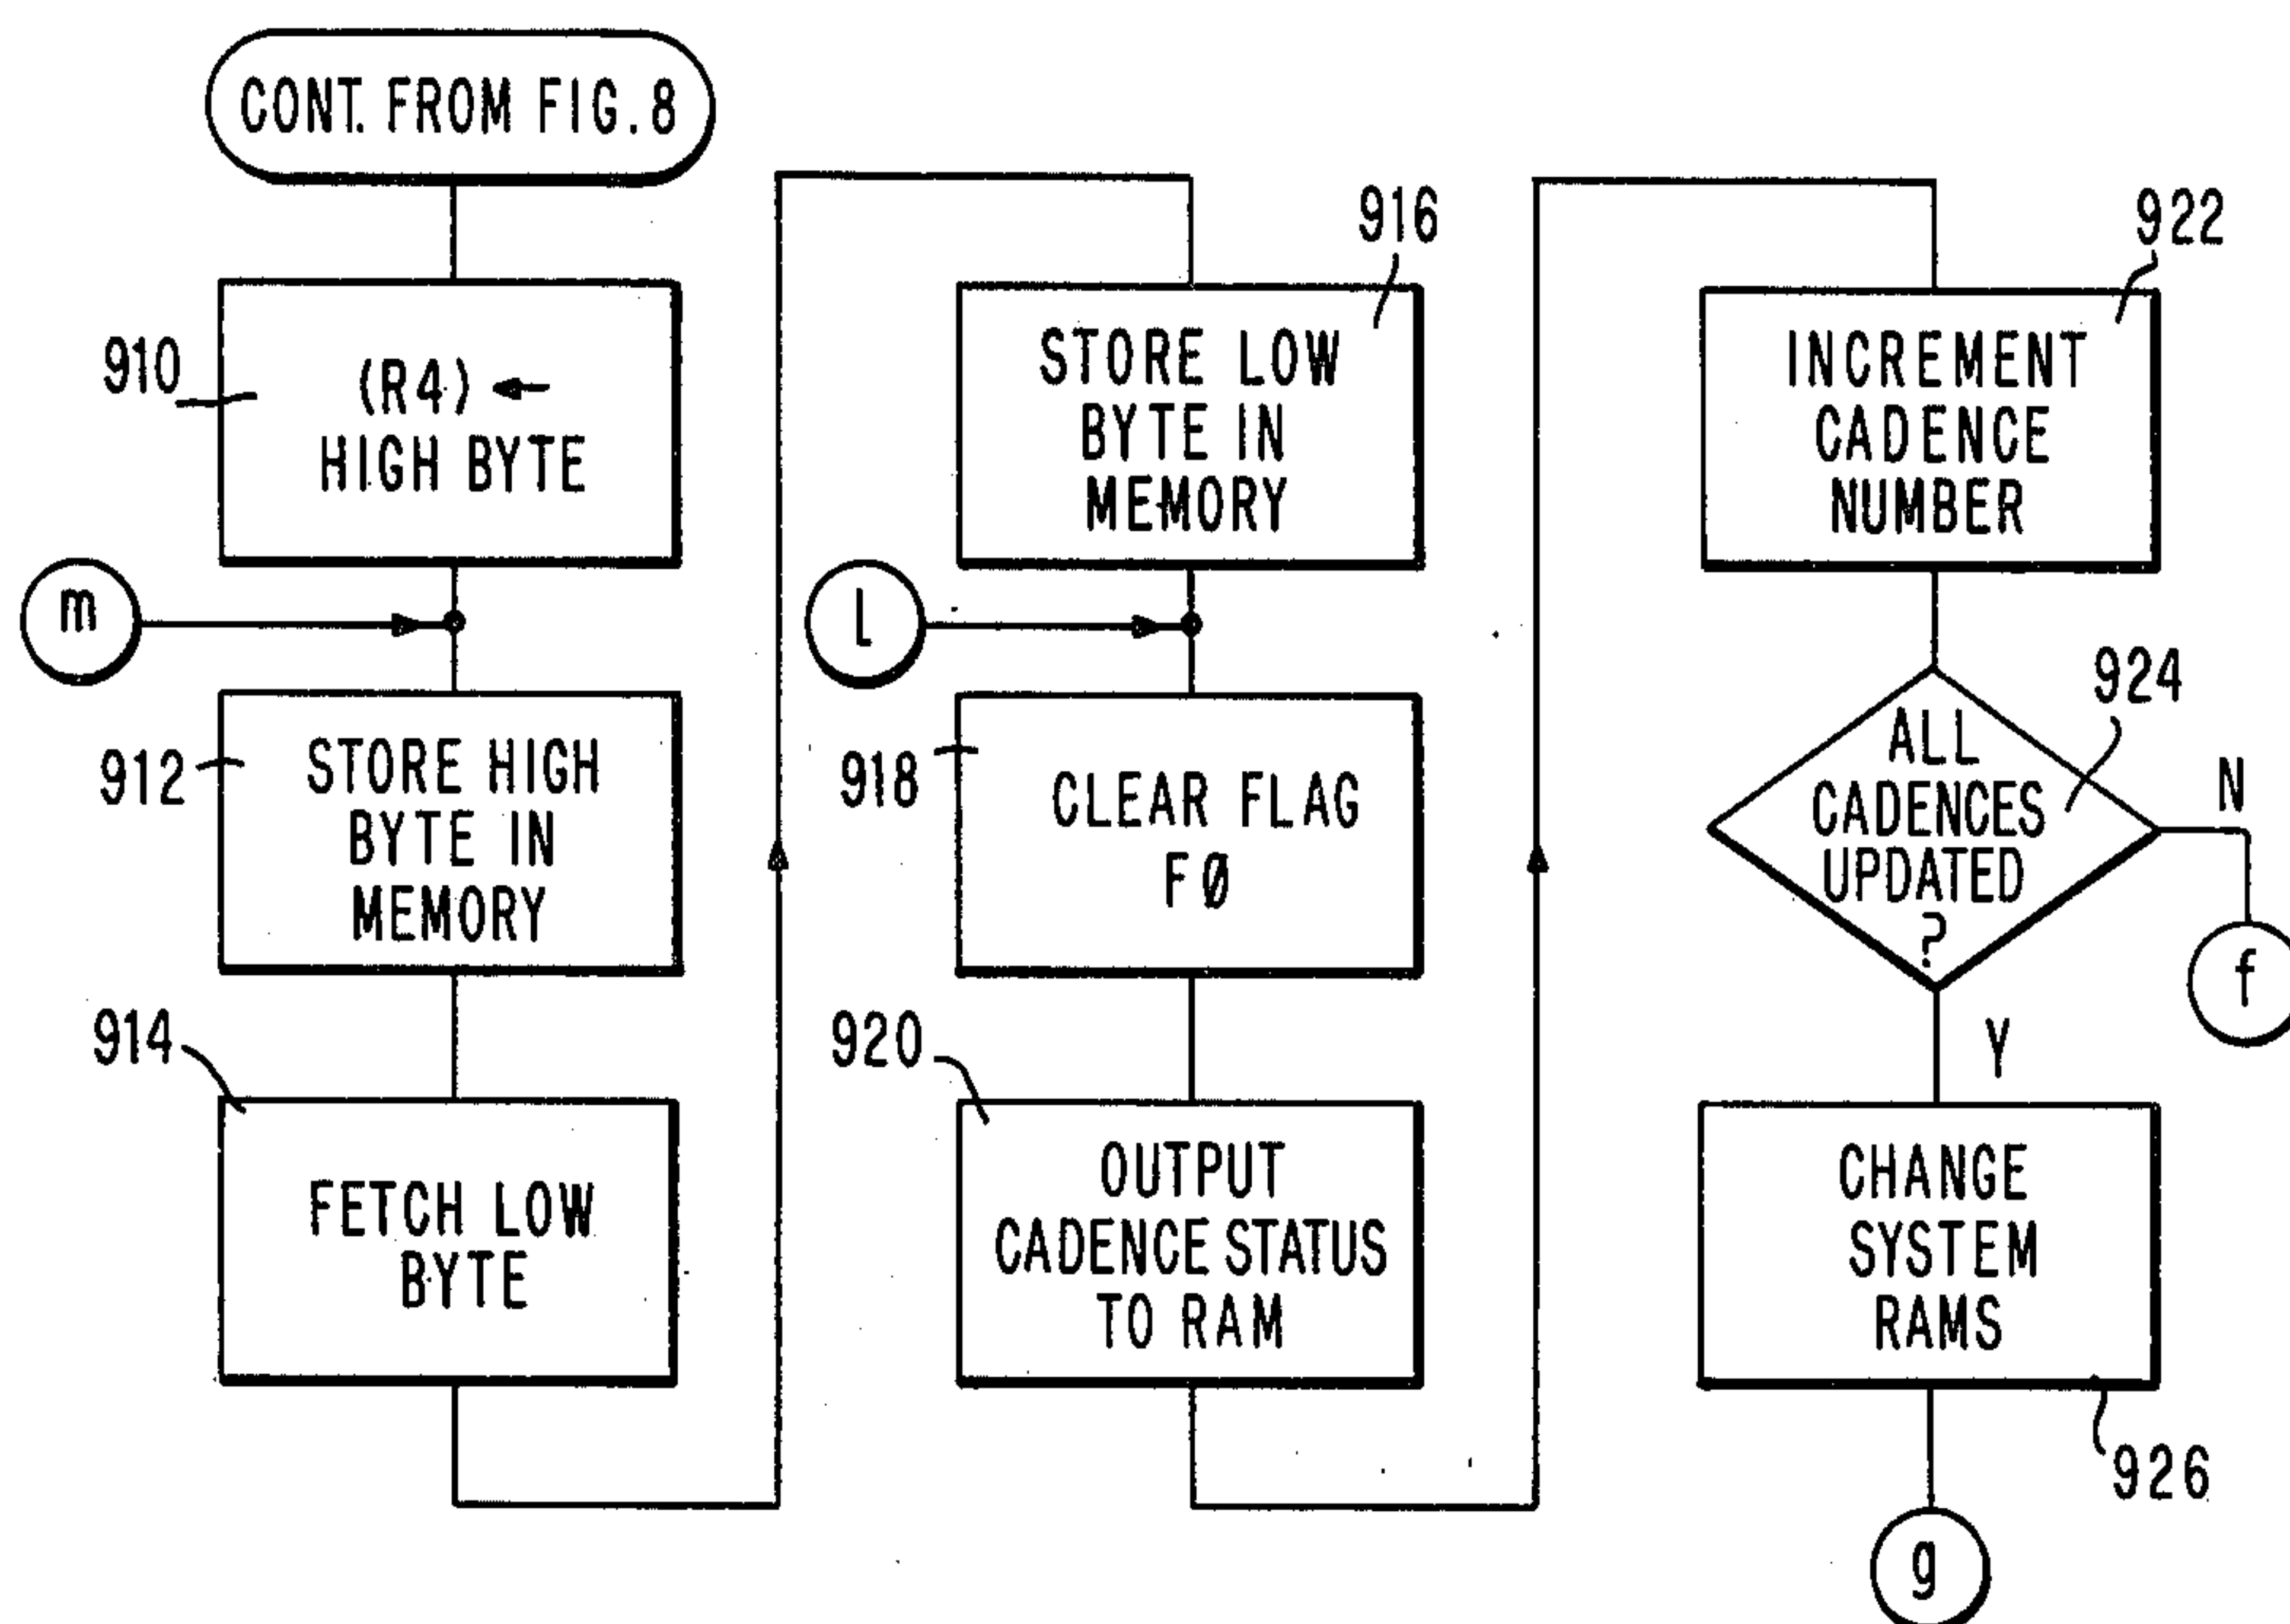 CONT. FROM FIG. 8
910
(R4) ←
HIGH BYTE
m
912
STORE HIGH
BYTE IN
MEMORY
914
FETCH LOW
BYTE
916
STORE LOW
BYTE IN
MEMORY
l
918
CLEAR FLAG
FØ
920
OUTPUT
CADENCE STATUS
TO RAM
922
INCREMENT
CADENCE
NUMBER
924
ALL
CADENCES
UPDATED
?
N
f
Y
CHANGE
SYSTEM
RAMS
926
g